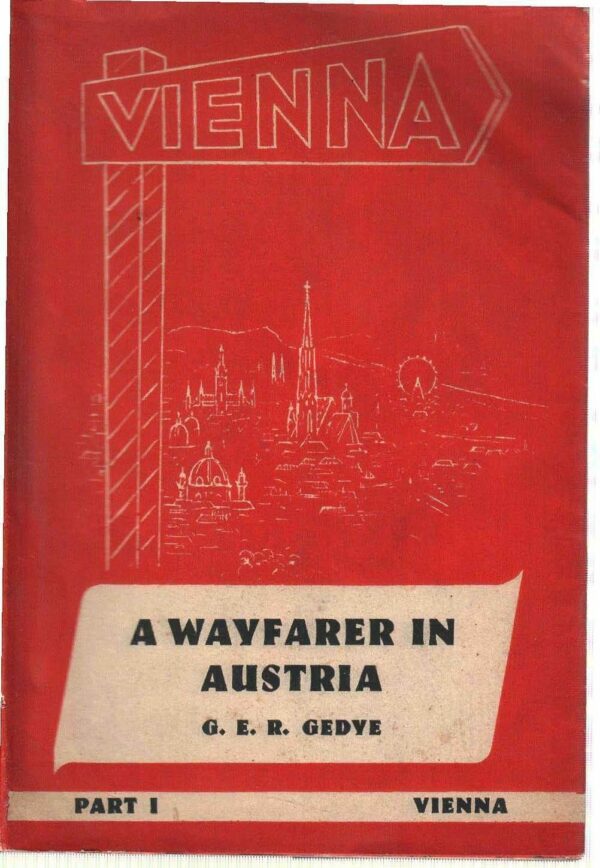 VIENNA
A WAYFARER IN
AUSTRIA
G. E. R. GEDYE
PART I VIENNA